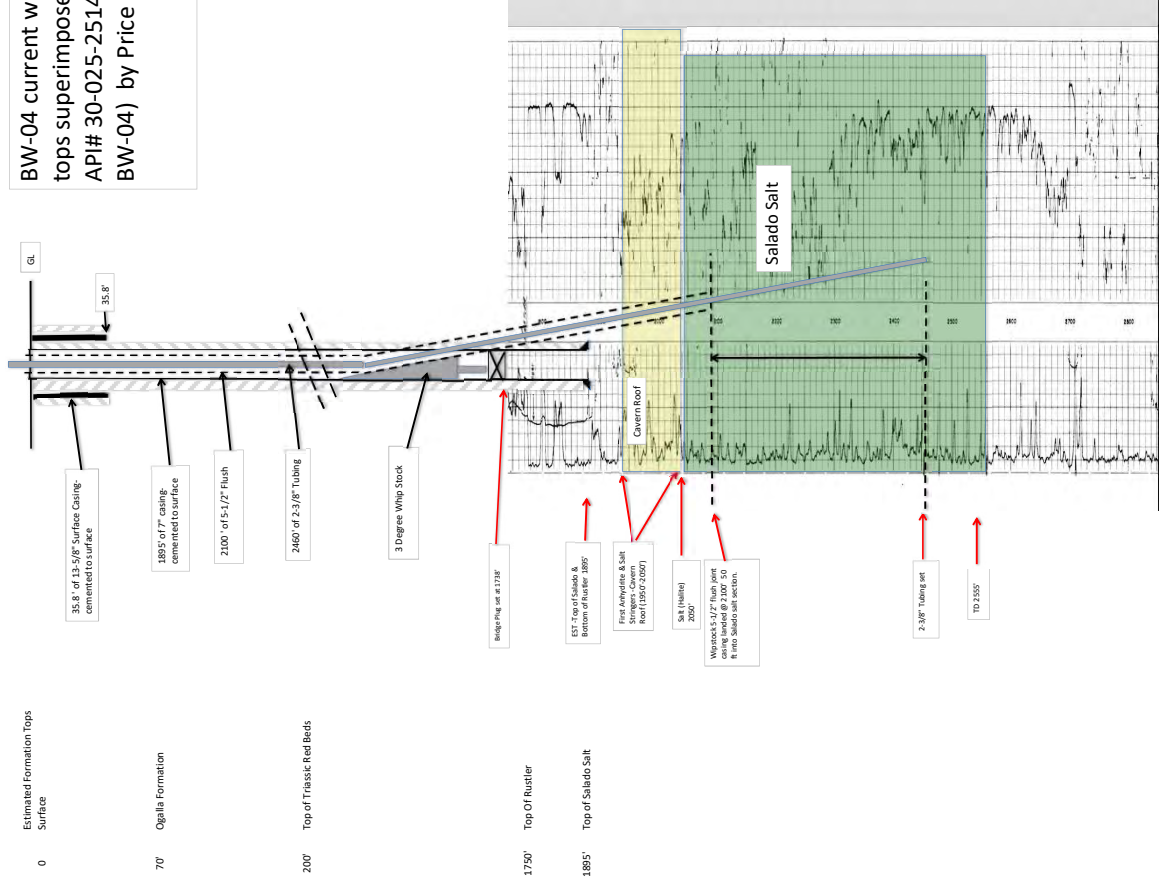 BW-04 current w
tops superimpose
API# 30-025-2514
BW-04) by Price
GL
35.8'
35.8 ' of 13-5/8" Surface Casing-
cemented to surface
1895' of 7" casing-
cemented to surface
2100 ' of 5-1/2" Flush
2460' of 2-3/8" Tubing
3 Degree Whip Stock
Bridge Plug set at 1738'
EST -Top of Salado &
Bottom of Rustler 1895'
First Anhydrite & Salt
Stringers -Cavern
Roof (1950'-2050')
Salt (Halite)
2050'
Wipstock 5-1/2" flush joint
casing landed @ 2100' 50
ft into Salado salt section.
2-3/8' Tubing set
TD 2555'
Cavern Roof
Salado Salt
2300
2500
2600
2700
2800
Estimated Formation Tops
0 Surface
70' Ogalla Formation
200' Top of Triassic Red Beds
1750' Top Of Rustler
1895' Top of Salado Salt